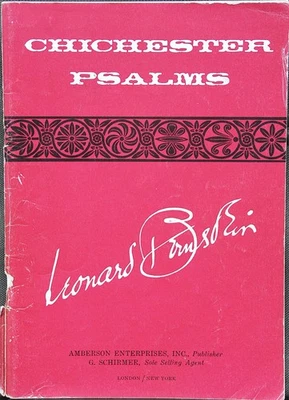 CHICHESTER
PSALMS
Leonard Bernstein
AMBERSON ENTERPRISES, INC., Publisher
G. SCHIRMER, Sole Selling Agent
LONDON / NEW YORK